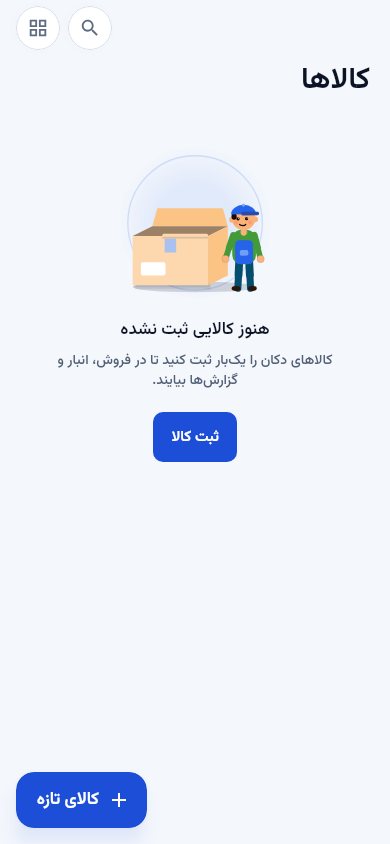 کالاها
هنوز کالایی ثبت نشده
کالاهای دکان را یک‌بار ثبت کنید تا در فروش، انبار و
گزارش‌ها بیایند.
ثبت کالا
کالای تازه